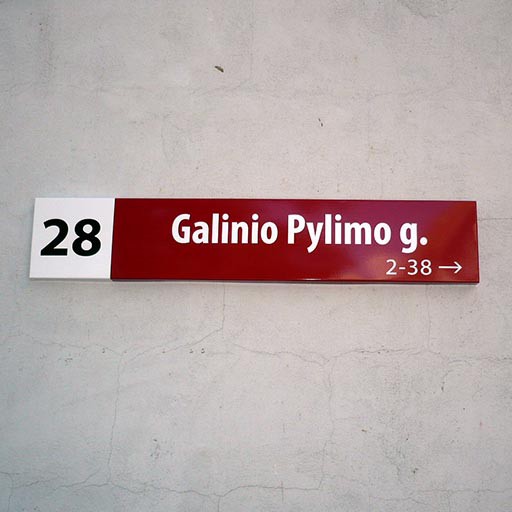 28
Galinio Pylimo g.
2-38 →